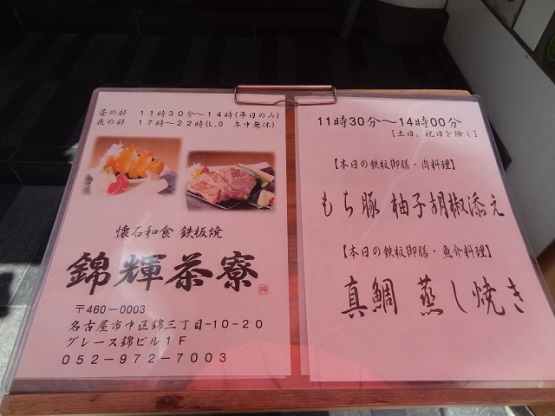 昼の部 11時30分～14時(平日のみ)
夜の部 17時～22時(L.O 年中無休)
懐石和食 鉄板焼
錦輝茶寮
〒460-0003
名古屋市中区錦三丁目-10-20
グレース錦ビル1F
052-972-7003
11時30分～14時00分
[土日、祝日を除く]
【本日の鉄板御膳・肉料理】
もち豚 柚子胡椒添え
【本日の鉄板御膳・魚介料理】
真鯛 蒸し焼き